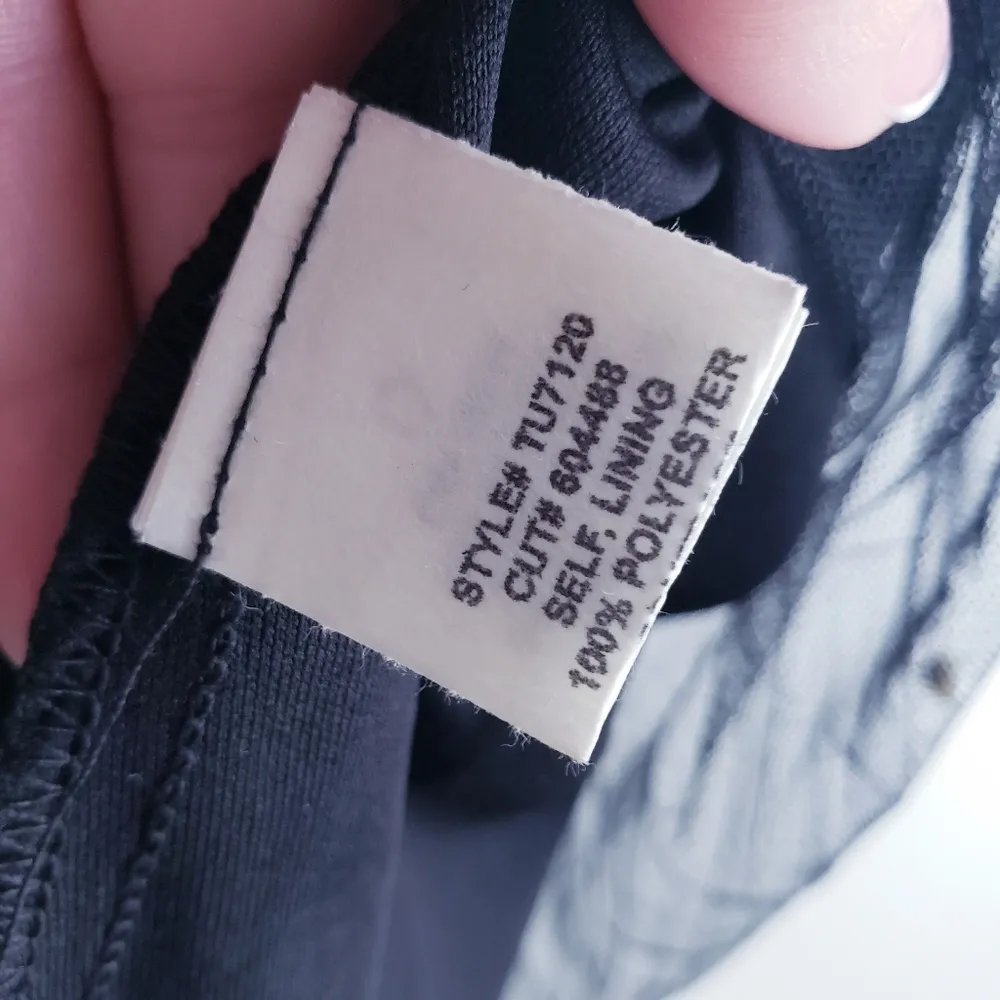 STYLE# TU7120
CUT# 604488
SELF, LINING
100% POLYESTER